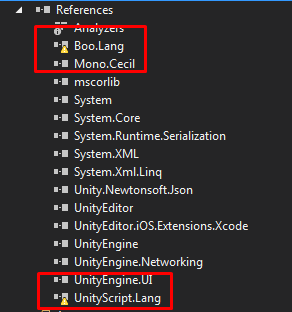 References
Analyzers
Boo.Lang
Mono.Cecil
mscorlib
System
System.Core
System.Runtime.Serialization
System.XML
System.Xml.Linq
Unity.Newtonsoft.Json
UnityEditor
UnityEditor.iOS.Extensions.Xcode
UnityEngine
UnityEngine.Networking
UnityEngine.UI
UnityScript.Lang